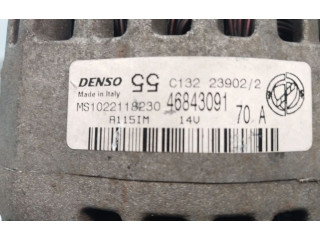 DENSO 55 C132 23902/2
Made in Italy
MS1022118230 46843091 70 A
A115IM 14V